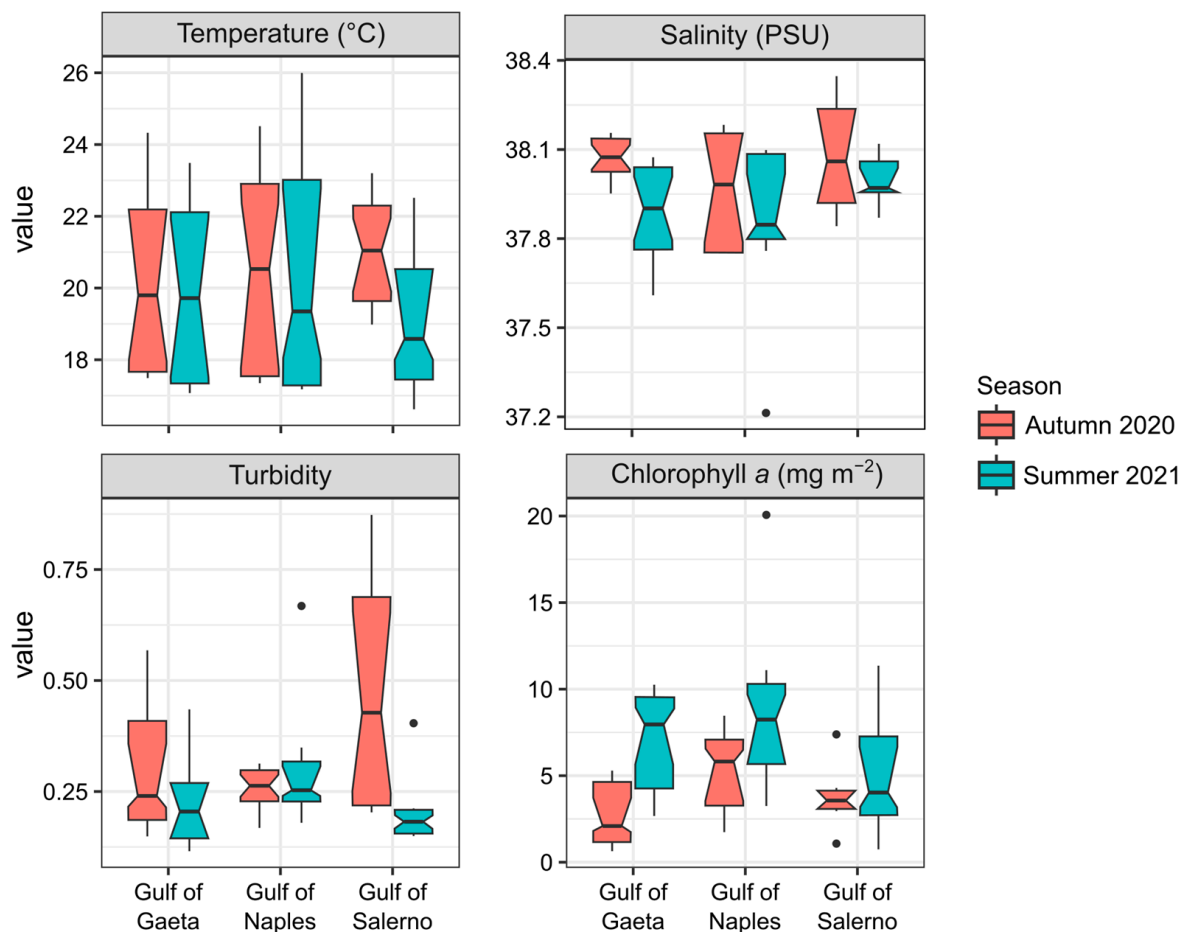 Temperature (°C)
Salinity (PSU)
value
26
24
22
20
18
38.4
38.1
37.8
37.5
37.2
Season
Autumn 2020
Summer 2021
Turbidity
Chlorophyll a (mg m⁻²)
value
0.75
0.50
0.25
20
15
10
5
0
Gulf of
Gaeta
Gulf of
Naples
Gulf of
Salerno
Gulf of
Gaeta
Gulf of
Naples
Gulf of
Salerno